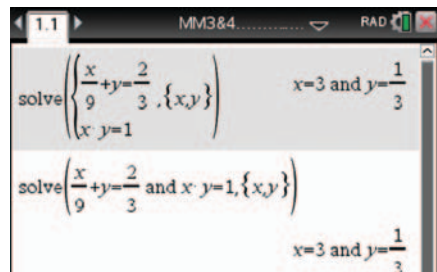 1.1 MM3&4............. RAD
solve({x/9+y=2/3, x·y=1,{x,y}) x=3 and y=1/3
solve(x/9+y=2/3 and x·y=1,{x,y})
x=3 and y=1/3